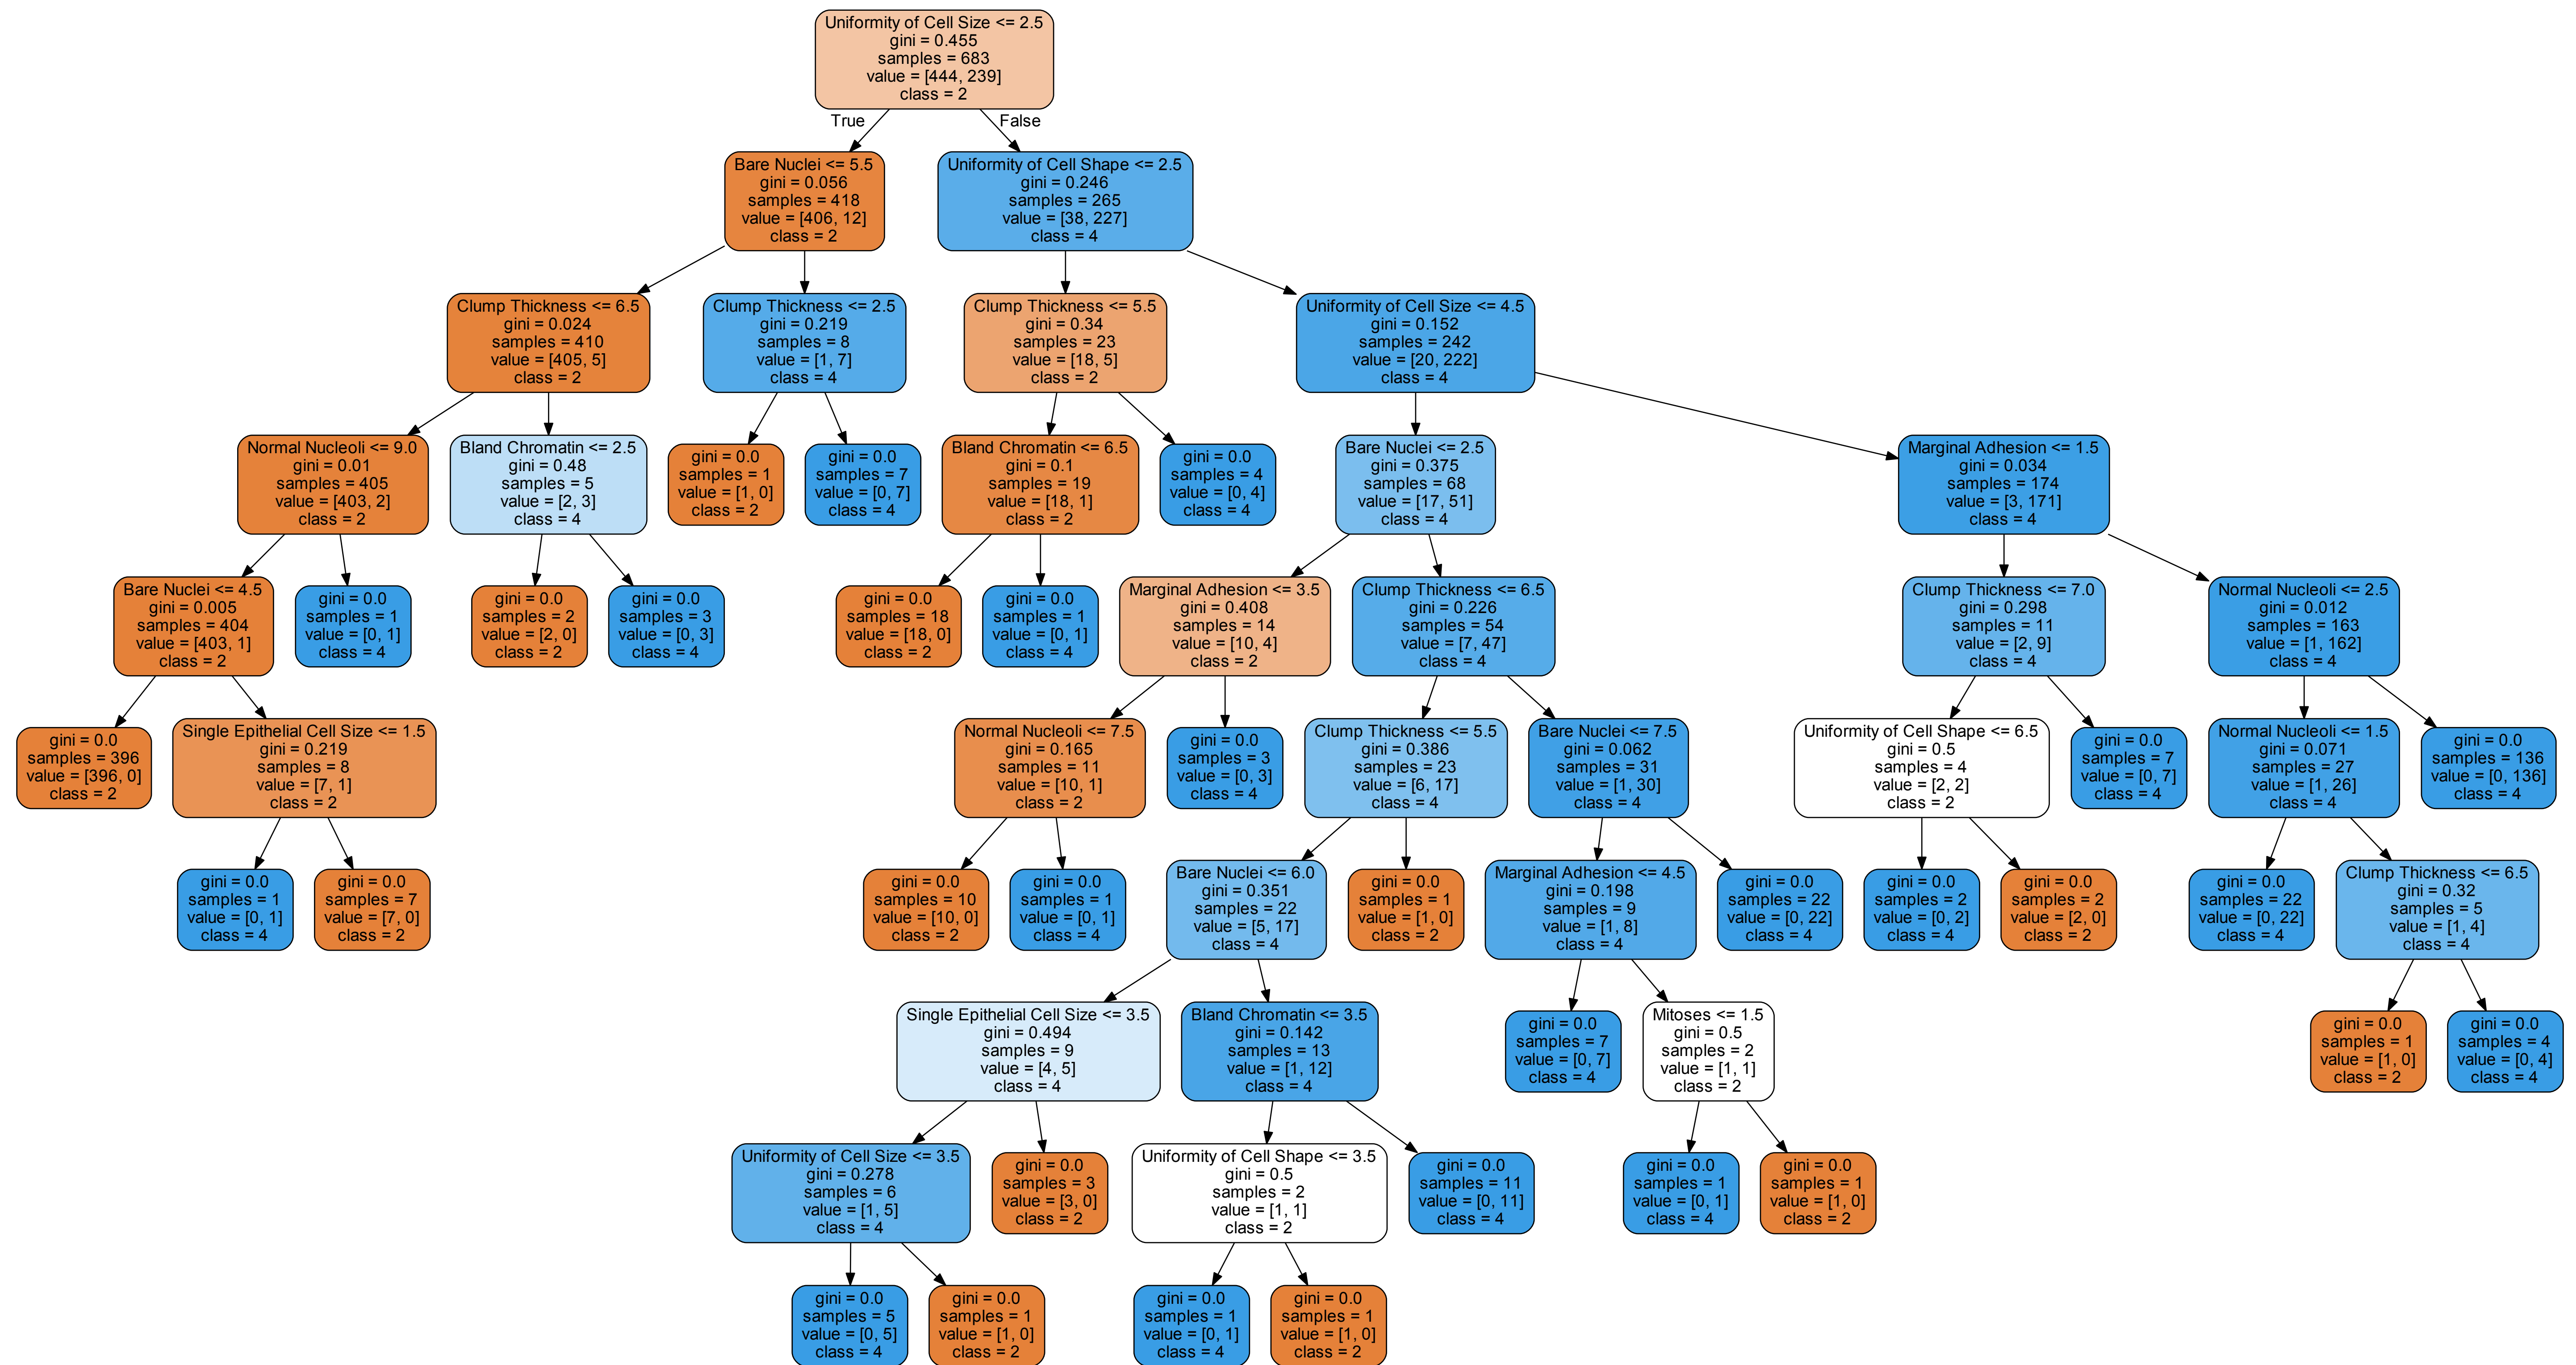 Uniformity of Cell Size <= 2.5
gini = 0.455
samples = 683
value = [444, 239]
class = 2
True
False
Bare Nuclei <= 5.5
gini = 0.056
samples = 418
value = [406, 12]
class = 2
Uniformity of Cell Shape <= 2.5
gini = 0.246
samples = 265
value = [38, 227]
class = 4
Clump Thickness <= 6.5
gini = 0.024
samples = 410
value = [405, 5]
class = 2
Clump Thickness <= 2.5
gini = 0.219
samples = 8
value = [1, 7]
class = 4
Clump Thickness <= 5.5
gini = 0.34
samples = 23
value = [18, 5]
class = 2
Uniformity of Cell Size <= 4.5
gini = 0.152
samples = 242
value = [20, 222]
class = 4
Normal Nucleoli <= 9.0
gini = 0.01
samples = 405
value = [403, 2]
class = 2
Bland Chromatin <= 2.5
gini = 0.48
samples = 5
value = [2, 3]
class = 4
gini = 0.0
samples = 1
value = [1, 0]
class = 2
gini = 0.0
samples = 7
value = [0, 7]
class = 4
Bland Chromatin <= 6.5
gini = 0.1
samples = 19
value = [18, 1]
class = 2
gini = 0.0
samples = 4
value = [0, 4]
class = 4
Bare Nuclei <= 2.5
gini = 0.375
samples = 68
value = [17, 51]
class = 4
Marginal Adhesion <= 1.5
gini = 0.034
samples = 174
value = [3, 171]
class = 4
Bare Nuclei <= 4.5
gini = 0.005
samples = 404
value = [403, 1]
class = 2
gini = 0.0
samples = 1
value = [0, 1]
class = 4
gini = 0.0
samples = 2
value = [2, 0]
class = 2
gini = 0.0
samples = 3
value = [0, 3]
class = 4
gini = 0.0
samples = 18
value = [18, 0]
class = 2
gini = 0.0
samples = 1
value = [0, 1]
class = 4
Marginal Adhesion <= 3.5
gini = 0.408
samples = 14
value = [10, 4]
class = 2
Clump Thickness <= 6.5
gini = 0.226
samples = 54
value = [7, 47]
class = 4
Clump Thickness <= 7.0
gini = 0.298
samples = 11
value = [2, 9]
class = 4
Normal Nucleoli <= 2.5
gini = 0.012
samples = 163
value = [1, 162]
class = 4
gini = 0.0
samples = 396
value = [396, 0]
class = 2
Single Epithelial Cell Size <= 1.5
gini = 0.219
samples = 8
value = [7, 1]
class = 2
Normal Nucleoli <= 7.5
gini = 0.165
samples = 11
value = [10, 1]
class = 2
gini = 0.0
samples = 3
value = [0, 3]
class = 4
Clump Thickness <= 5.5
gini = 0.386
samples = 23
value = [6, 17]
class = 4
Bare Nuclei <= 7.5
gini = 0.062
samples = 31
value = [1, 30]
class = 4
Uniformity of Cell Shape <= 6.5
gini = 0.5
samples = 4
value = [2, 2]
class = 2
gini = 0.0
samples = 7
value = [0, 7]
class = 4
Normal Nucleoli <= 1.5
gini = 0.071
samples = 27
value = [1, 26]
class = 4
gini = 0.0
samples = 136
value = [0, 136]
class = 4
gini = 0.0
samples = 1
value = [0, 1]
class = 4
gini = 0.0
samples = 7
value = [7, 0]
class = 2
gini = 0.0
samples = 10
value = [10, 0]
class = 2
gini = 0.0
samples = 1
value = [0, 1]
class = 4
Bare Nuclei <= 6.0
gini = 0.351
samples = 22
value = [5, 17]
class = 4
gini = 0.0
samples = 1
value = [1, 0]
class = 2
Marginal Adhesion <= 4.5
gini = 0.198
samples = 9
value = [1, 8]
class = 4
gini = 0.0
samples = 22
value = [0, 22]
class = 4
gini = 0.0
samples = 2
value = [0, 2]
class = 4
gini = 0.0
samples = 2
value = [2, 0]
class = 2
gini = 0.0
samples = 22
value = [0, 22]
class = 4
Clump Thickness <= 6.5
gini = 0.32
samples = 5
value = [1, 4]
class = 4
Single Epithelial Cell Size <= 3.5
gini = 0.494
samples = 9
value = [4, 5]
class = 4
Bland Chromatin <= 3.5
gini = 0.142
samples = 13
value = [1, 12]
class = 4
gini = 0.0
samples = 7
value = [0, 7]
class = 4
Mitoses <= 1.5
gini = 0.5
samples = 2
value = [1, 1]
class = 2
gini = 0.0
samples = 1
value = [1, 0]
class = 2
gini = 0.0
samples = 4
value = [0, 4]
class = 4
Uniformity of Cell Size <= 3.5
gini = 0.278
samples = 6
value = [1, 5]
class = 4
gini = 0.0
samples = 3
value = [3, 0]
class = 2
Uniformity of Cell Shape <= 3.5
gini = 0.5
samples = 2
value = [1, 1]
class = 2
gini = 0.0
samples = 11
value = [0, 11]
class = 4
gini = 0.0
samples = 1
value = [0, 1]
class = 4
gini = 0.0
samples = 1
value = [1, 0]
class = 2
gini = 0.0
samples = 5
value = [0, 5]
class = 4
gini = 0.0
samples = 1
value = [1, 0]
class = 2
gini = 0.0
samples = 1
value = [0, 1]
class = 4
gini = 0.0
samples = 1
value = [1, 0]
class = 2